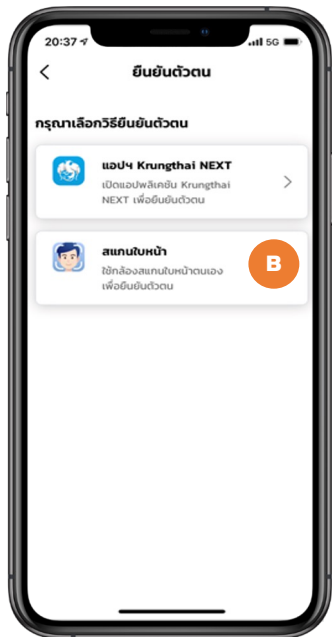 20:37
5G
ยืนยันตัวตน
กรุณาเลือกวิธียืนยันตัวตน
แอปฯ Krungthai NEXT
เปิดแอปพลิเคชัน Krungthai
NEXT เพื่อยืนยันตัวตน
สแกนใบหน้า
ใช้กล้องสแกนใบหน้าตนเอง
เพื่อยืนยันตัวตน
B